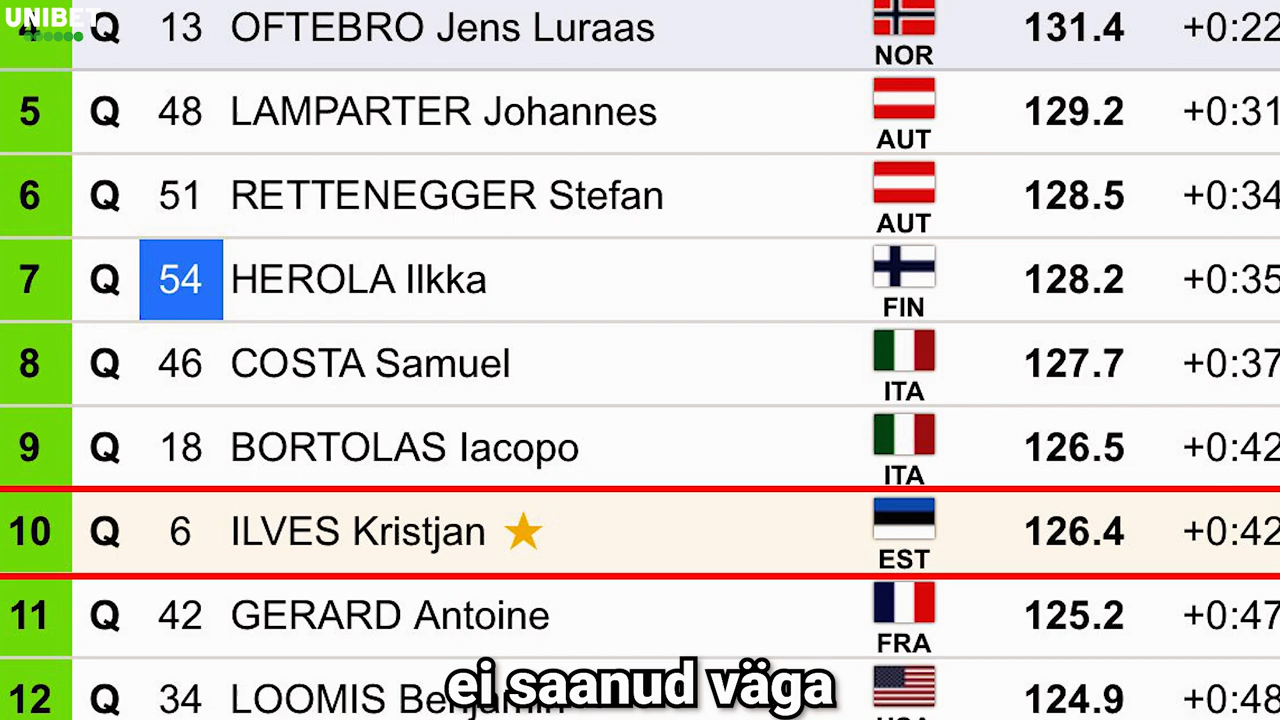 UNIBET
4 Q 13 OFTEBRO Jens Luraas NOR 131.4 +0:22
5 Q 48 LAMPARTER Johannes AUT 129.2 +0:31
6 Q 51 RETTENEGGER Stefan AUT 128.5 +0:34
7 Q 54 HEROLA Ilkka FIN 128.2 +0:35
8 Q 46 COSTA Samuel ITA 127.7 +0:37
9 Q 18 BORTOLAS Iacopo ITA 126.5 +0:42
10 Q 6 ILVES Kristjan EST 126.4 +0:42
11 Q 42 GERARD Antoine FRA 125.2 +0:47
12 Q 34 LOOMIS Benjamin USA 124.9 +0:48
ei saanud väga